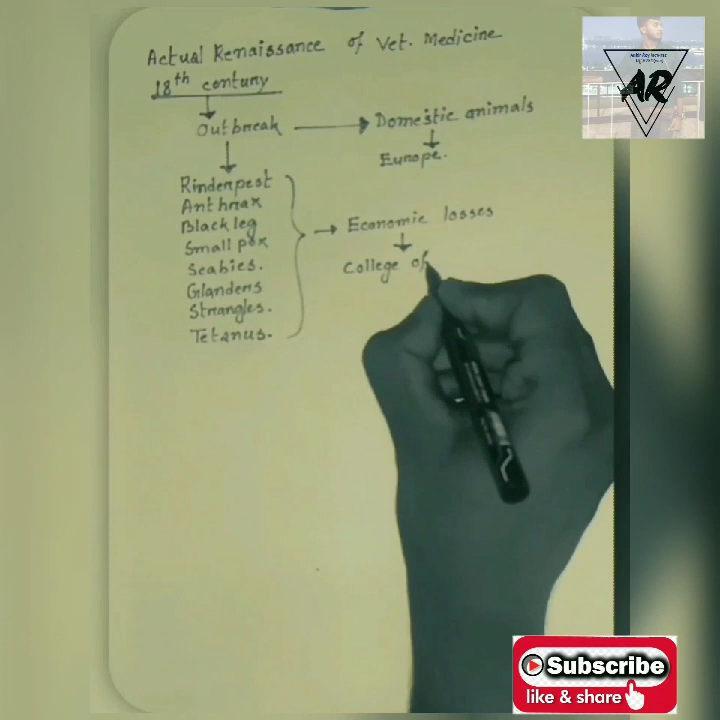 Actual Renaissance of Vet. Medicine
18th century
Outbreak → Domestic animals
Europe.
Rinderpest
Anthrax
Black leg
Small pox
Scabies.
Glanders
Strangles.
Tetanus.
→ Economic losses
College of
AR
Subscribe
like & share